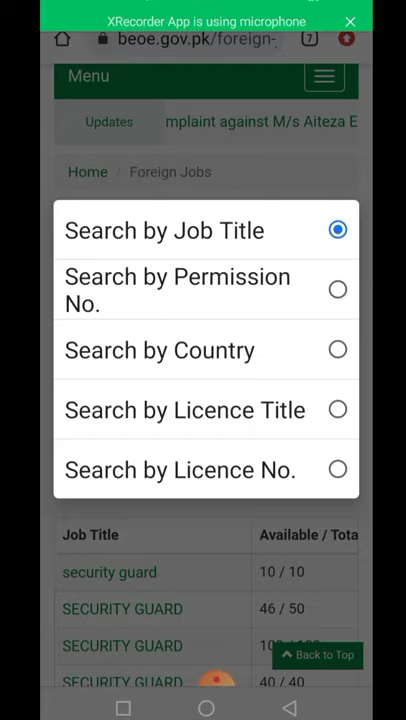 XRecorder App is using microphone
beoe.gov.pk/foreign-
7
Menu
Updates
mplaint against M/s Aiteza E
Home / Foreign Jobs
Search by Job Title
Search by Permission
No.
Search by Country
Search by Licence Title
Search by Licence No.
Job Title
Available / Tota
security guard
10 / 10
SECURITY GUARD
46 / 50
SECURITY GUARD
Back to Top
SECURITY GUARD
40 / 40